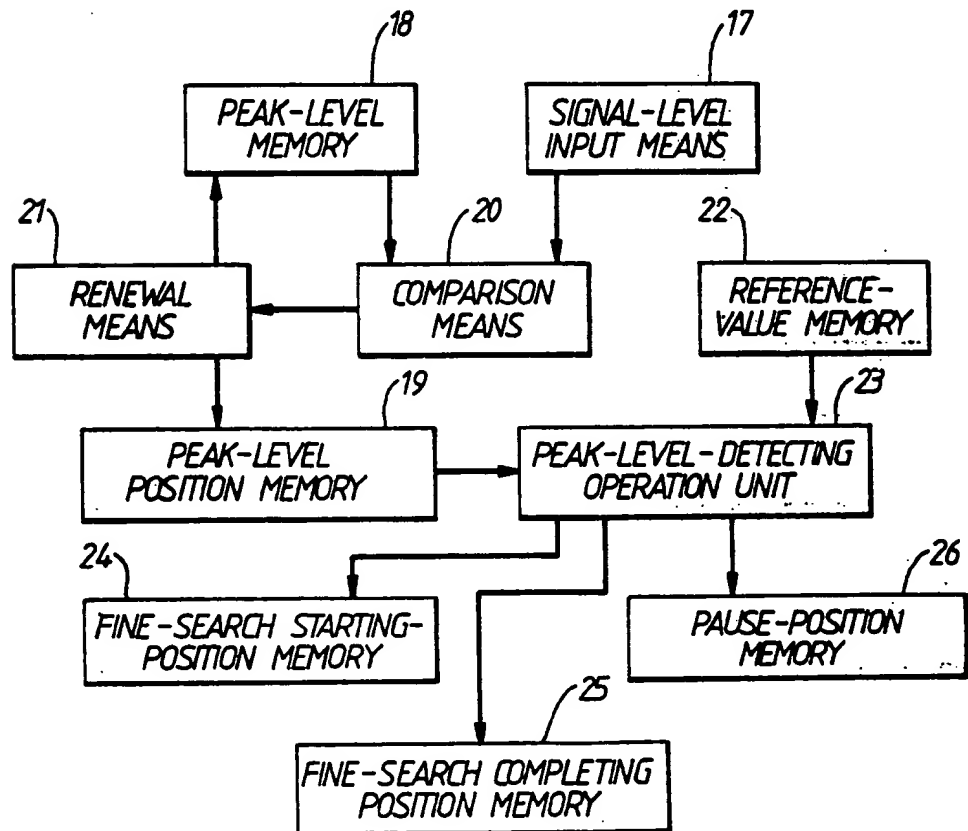 18
17
PEAK-LEVEL
MEMORY
SIGNAL-LEVEL
INPUT MEANS
21
20
22
RENEWAL
MEANS
COMPARISON
MEANS
REFERENCE-
VALUE MEMORY
19
23
PEAK-LEVEL
POSITION MEMORY
PEAK-LEVEL-DETECTING
OPERATION UNIT
24
26
FINE-SEARCH STARTING-
POSITION MEMORY
PAUSE-POSITION
MEMORY
25
FINE-SEARCH COMPLETING
POSITION MEMORY